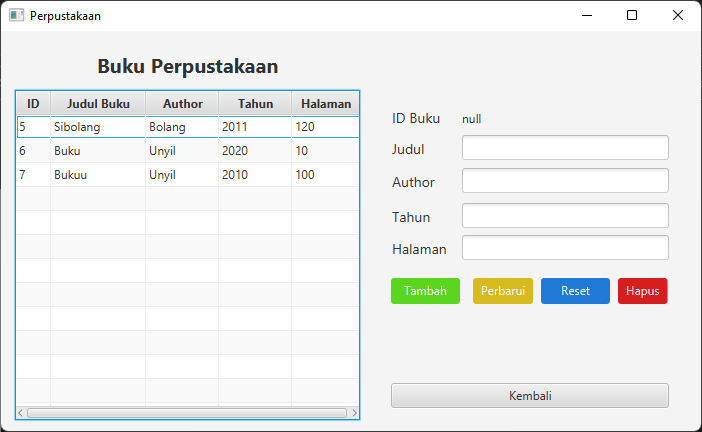 Perpustakaan
Buku Perpustakaan
ID Judul Buku Author Tahun Halaman
5 Sibolang Bolang 2011 120
6 Buku Unyil 2020 10
7 Bukuu Unyil 2010 100
ID Buku null
Judul
Author
Tahun
Halaman
Tambah Perbarui Reset Hapus
Kembali